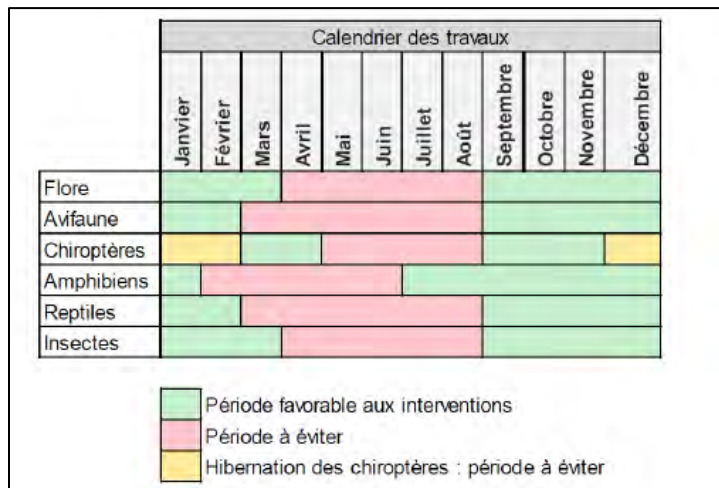 Calendrier des travaux
Janvier
Février
Mars
Avril
Mai
Juin
Juillet
Août
Septembre
Octobre
Novembre
Décembre
Flore
Avifaune
Chiroptères
Amphibiens
Reptiles
Insectes
Période favorable aux interventions
Période à éviter
Hibernation des chiroptères : période à éviter